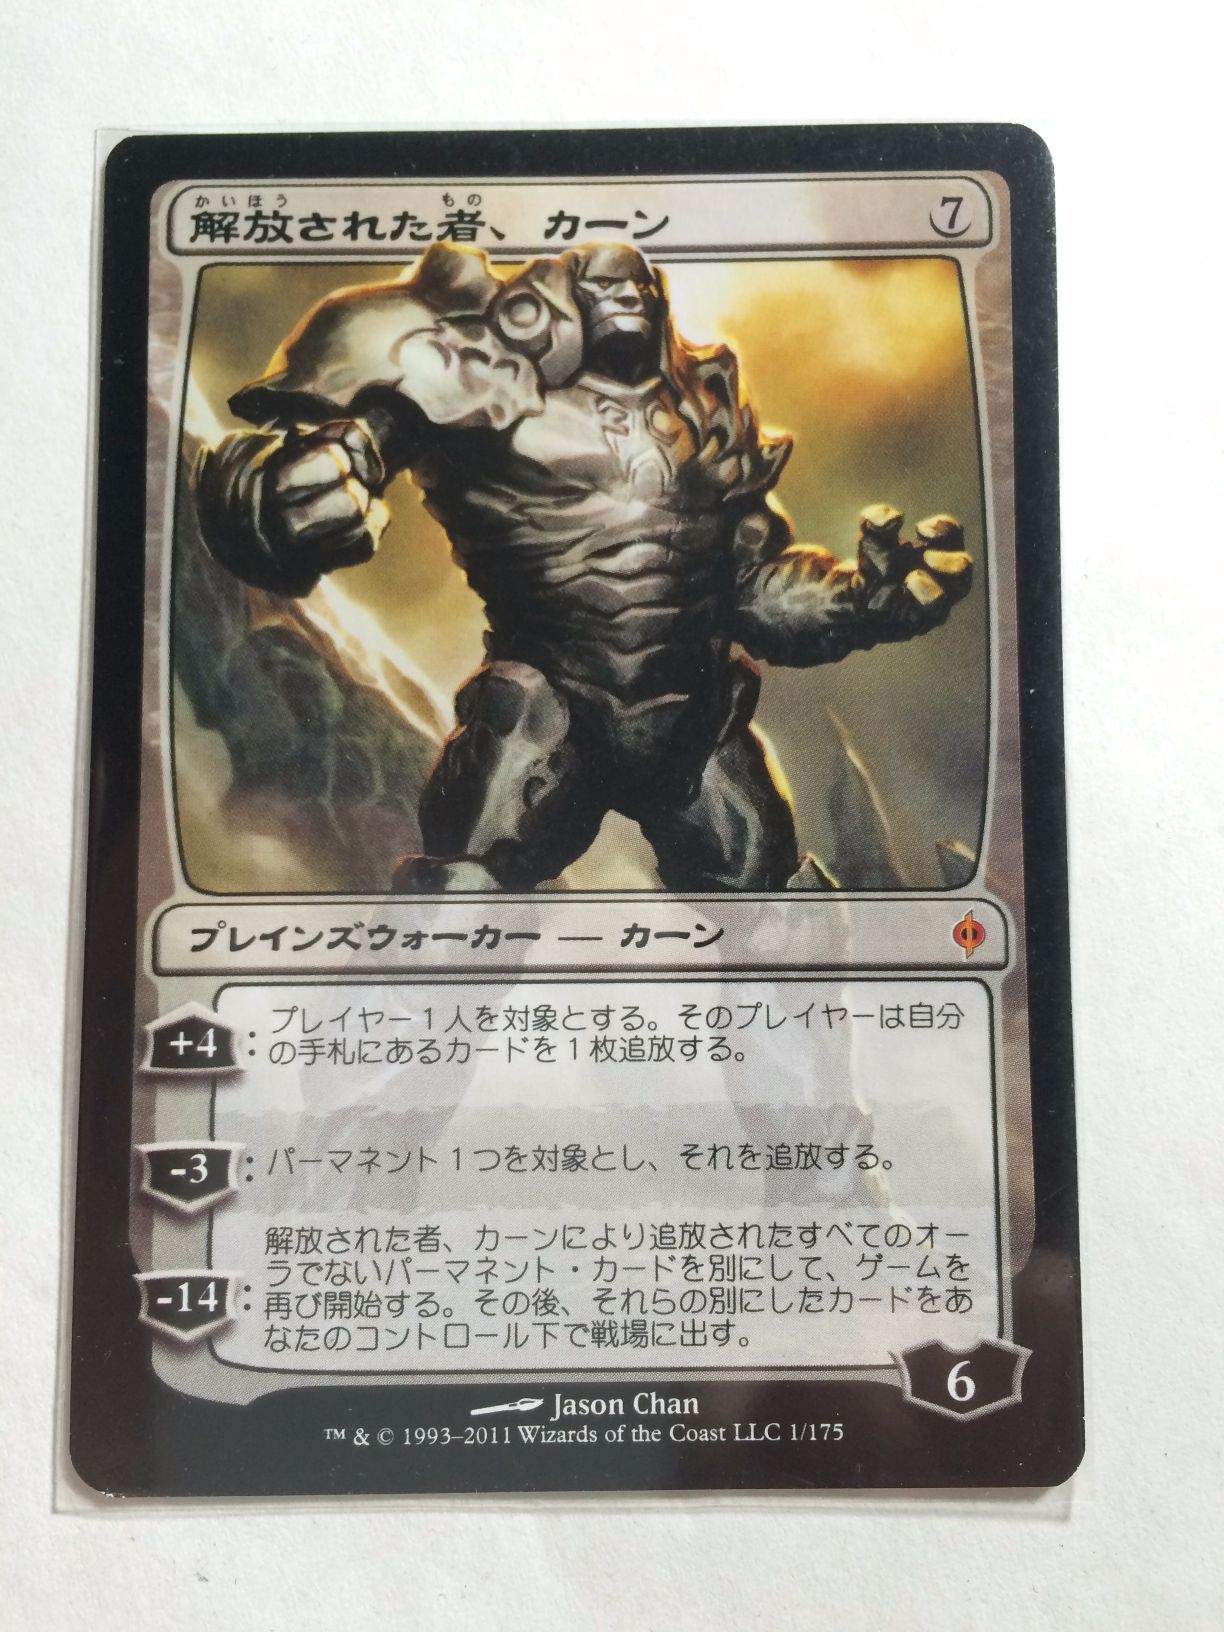 かいほう もの
解放された者、カーン 7
プレインズウォーカー — カーン
+4 : プレイヤー1人を対象とする。そのプレイヤーは自分
の手札にあるカードを1枚追放する。
-3 : パーマネント1つを対象とし、それを追放する。
解放された者、カーンにより追放されたすべてのオー
ラでないパーマネント・カードを別にして、ゲームを
-14 : 再び開始する。その後、それらの別にしたカードをあ
なたのコントロール下で戦場に出す。
6
Jason Chan
™ & © 1993–2011 Wizards of the Coast LLC 1/175